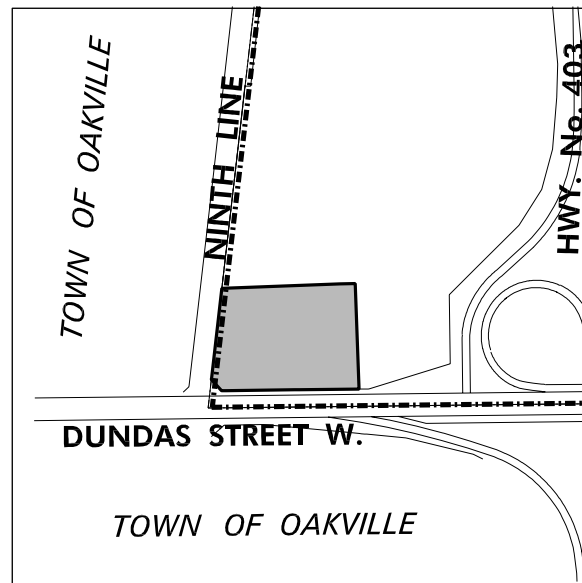 TOWN OF OAKVILLE
NINTH LINE
HWY. No. 403
DUNDAS STREET W.
TOWN OF OAKVILLE